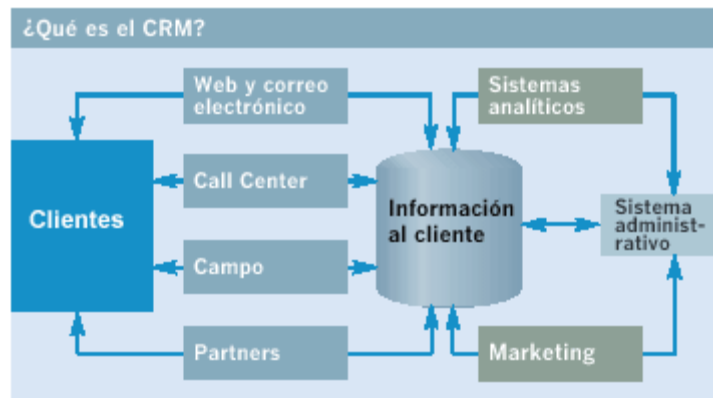 ¿Qué es el CRM?
Web y correo
electrónico
Sistemas
analíticos
Call Center
Clientes
Información
al cliente
Sistema
administ-
rativo
Campo
Partners
Marketing